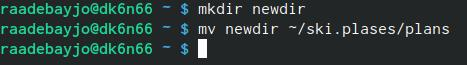 raadebayjo@dk6n66 ~ $ mkdir newdir
raadebayjo@dk6n66 ~ $ mv newdir ~/ski.plases/plans
raadebayjo@dk6n66 ~ $